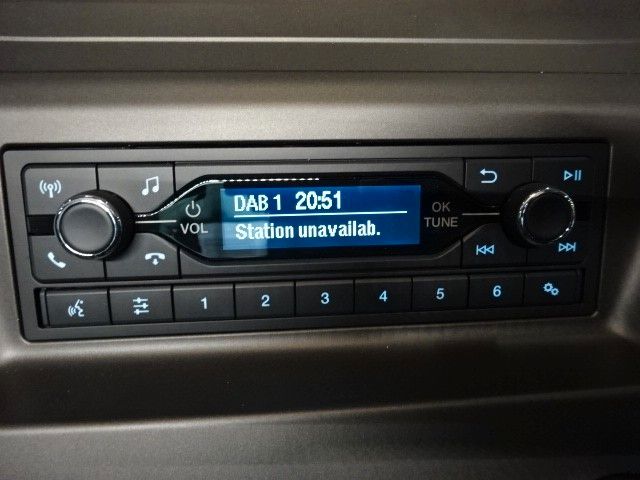 DAB 1 20:51
Station unavailab.
VOL
OK
TUNE
1 2 3 4 5 6